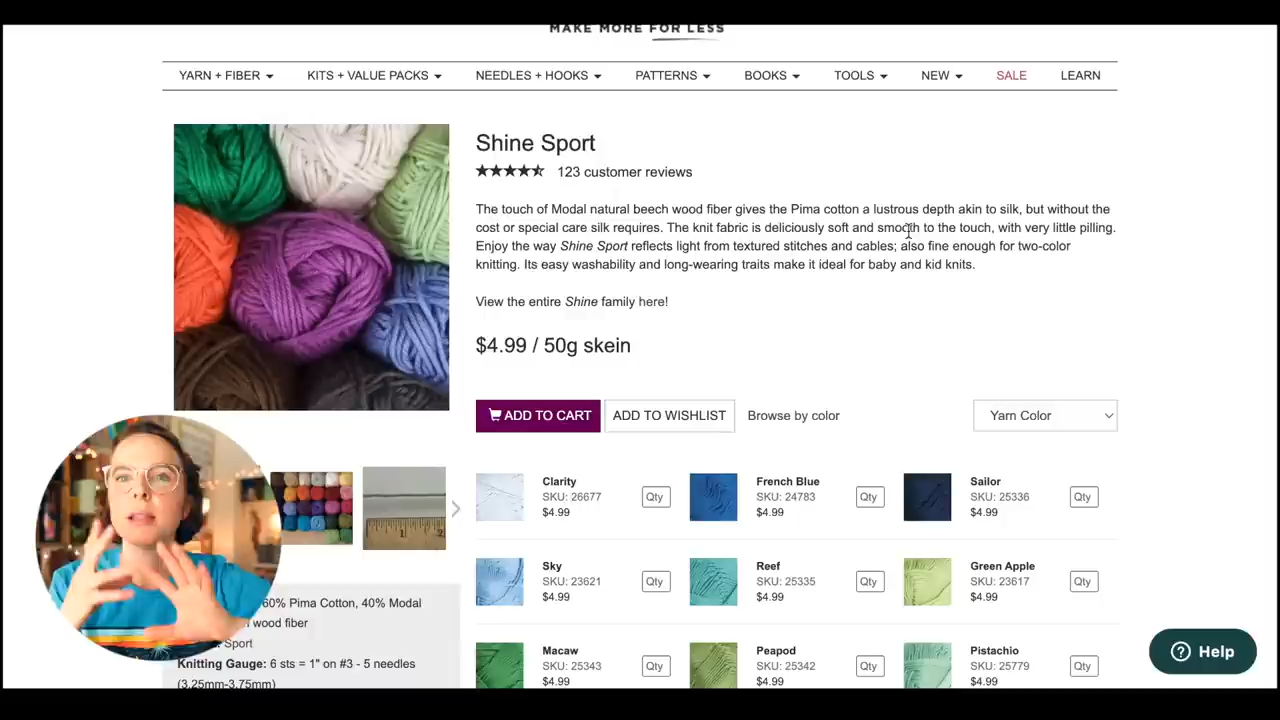 MAKE MORE FOR LESS
YARN + FIBER KITS + VALUE PACKS NEEDLES + HOOKS PATTERNS BOOKS TOOLS NEW SALE LEARN
Shine Sport
123 customer reviews
The touch of Modal natural beech wood fiber gives the Pima cotton a lustrous depth akin to silk, but without the
cost or special care silk requires. The knit fabric is deliciously soft and smooth to the touch, with very little pilling.
Enjoy the way Shine Sport reflects light from textured stitches and cables; also fine enough for two-color
knitting. Its easy washability and long-wearing traits make it ideal for baby and kid knits.
View the entire Shine family here!
$4.99 / 50g skein
ADD TO CART ADD TO WISHLIST Browse by color Yarn Color
Clarity
SKU: 26677
$4.99
Qty
French Blue
SKU: 24783
$4.99
Qty
Sailor
SKU: 25336
$4.99
Qty
Sky
SKU: 23621
$4.99
Qty
Reef
SKU: 25335
$4.99
Qty
Green Apple
SKU: 23617
$4.99
Qty
Macaw
SKU: 25343
$4.99
Qty
Peapod
SKU: 25342
$4.99
Qty
Pistachio
SKU: 25779
$4.99
Qty
1 2
60% Pima Cotton, 40% Modal
wood fiber
Sport
Knitting Gauge: 6 sts = 1" on #3 - 5 needles
(3.25mm-3.75mm)
? Help